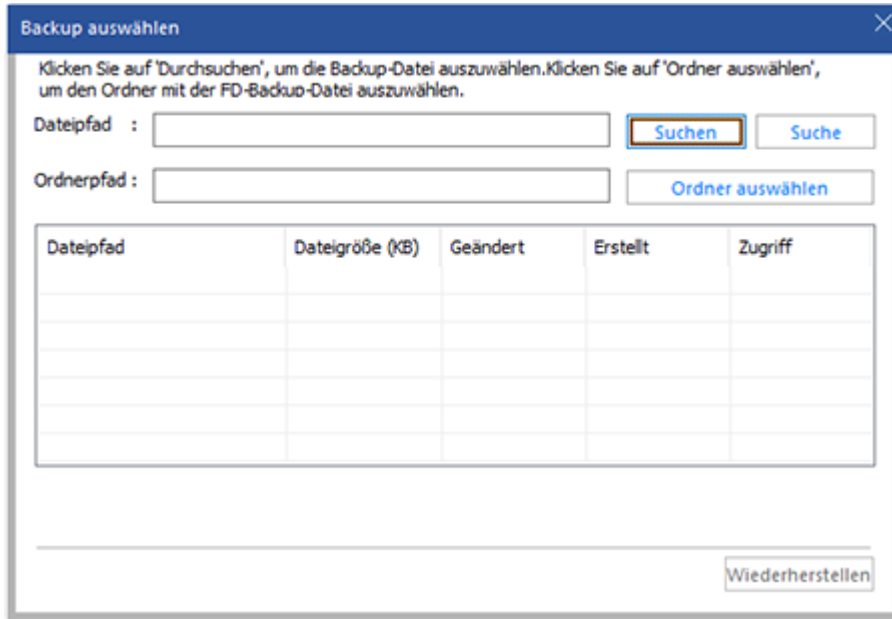 Backup auswählen
Klicken Sie auf 'Durchsuchen', um die Backup-Datei auszuwählen.Klicken Sie auf 'Ordner auswählen',
um den Ordner mit der FD-Backup-Datei auszuwählen.
Dateipfad : Suchen Suche
Ordnerpfad : Ordner auswählen
Dateipfad Dateigröße (KB) Geändert Erstellt Zugriff
Wiederherstellen